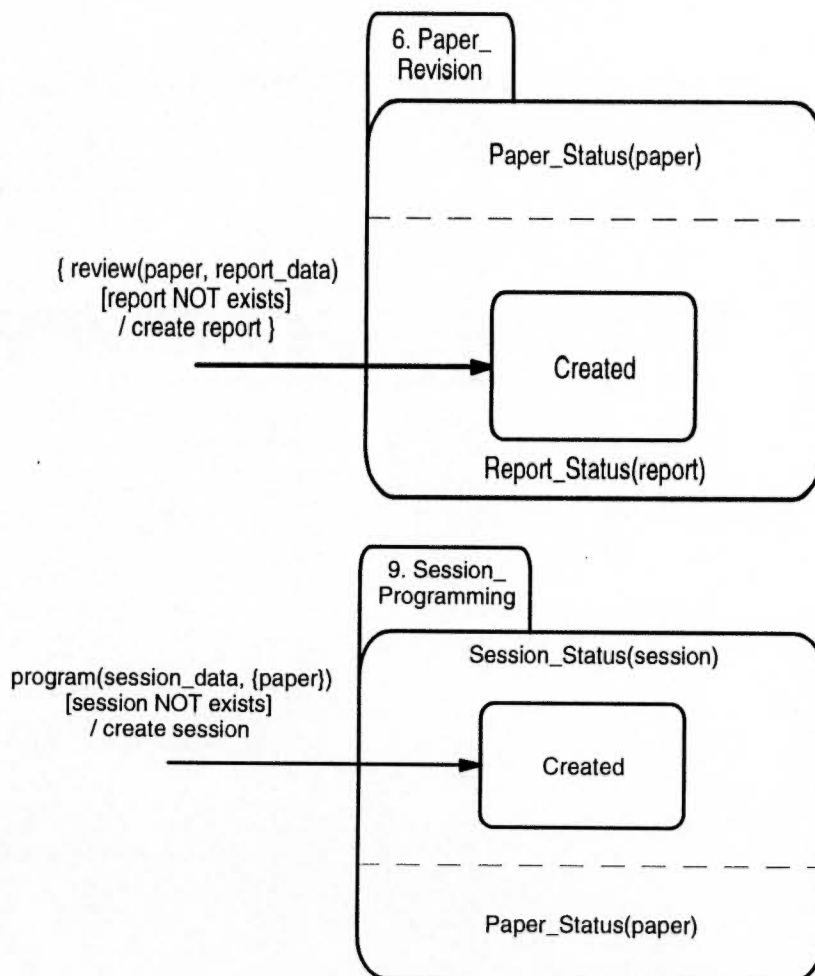 6. Paper_
Revision
Paper_Status(paper)
{ review(paper, report_data)
[report NOT exists]
/ create report }
Created
Report_Status(report)
9. Session_
Programming
Session_Status(session)
program(session_data, {paper})
[session NOT exists]
/ create session
Created
Paper_Status(paper)